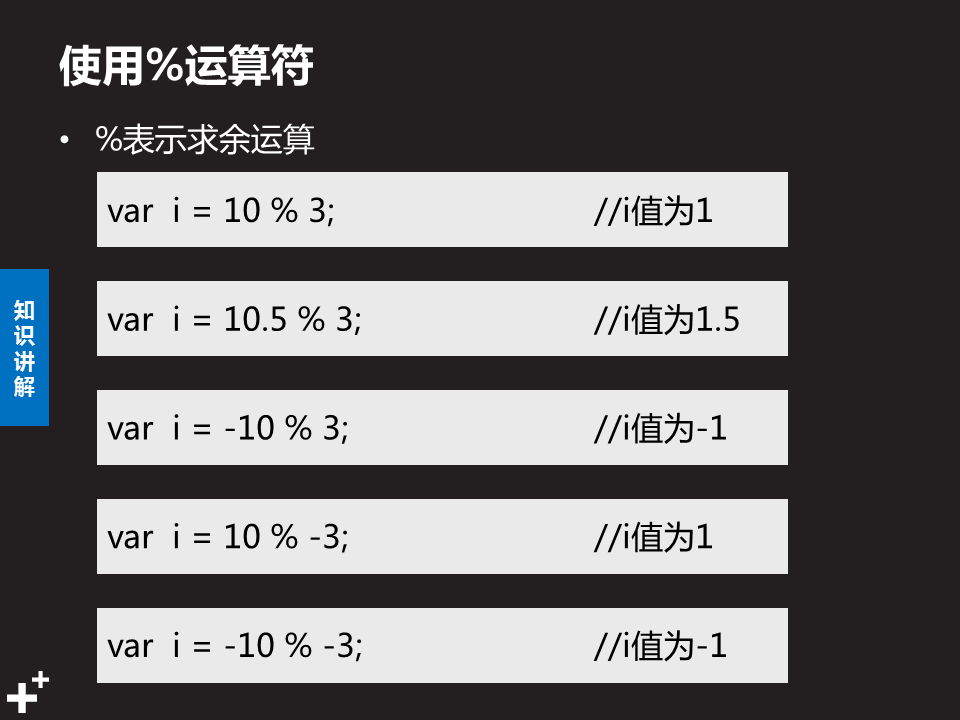 使用%运算符
• %表示求余运算
var i = 10 % 3; //i值为1
var i = 10.5 % 3; //i值为1.5
知识讲解
var i = -10 % 3; //i值为-1
var i = 10 % -3; //i值为1
var i = -10 % -3; //i值为-1